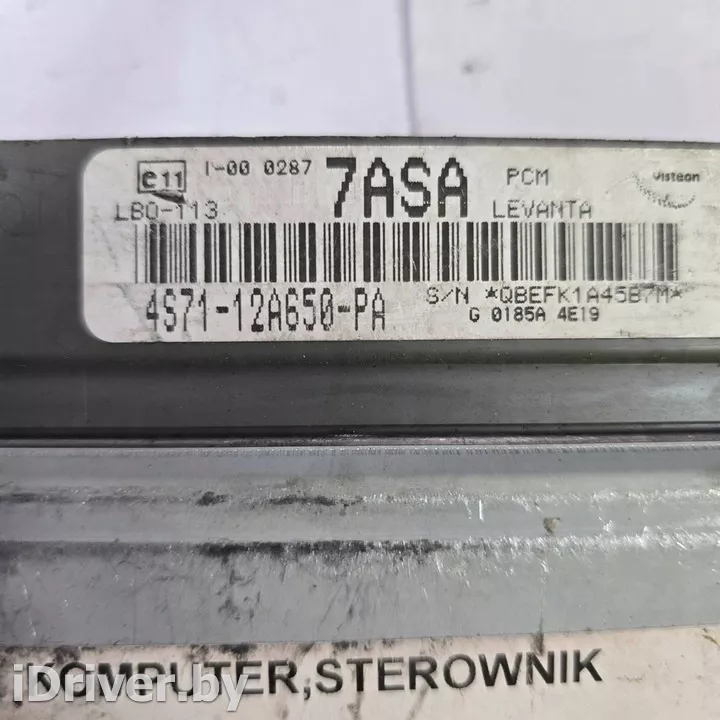 e11 I-00 0287 7ASA PCM Visteon
LBO-113 LEVANTA
4S71-12A650-PA S/N *QBEFK1A45B7M*
G 0185A 4E19
COMPUTER;STEROWNIK
iDriver.by